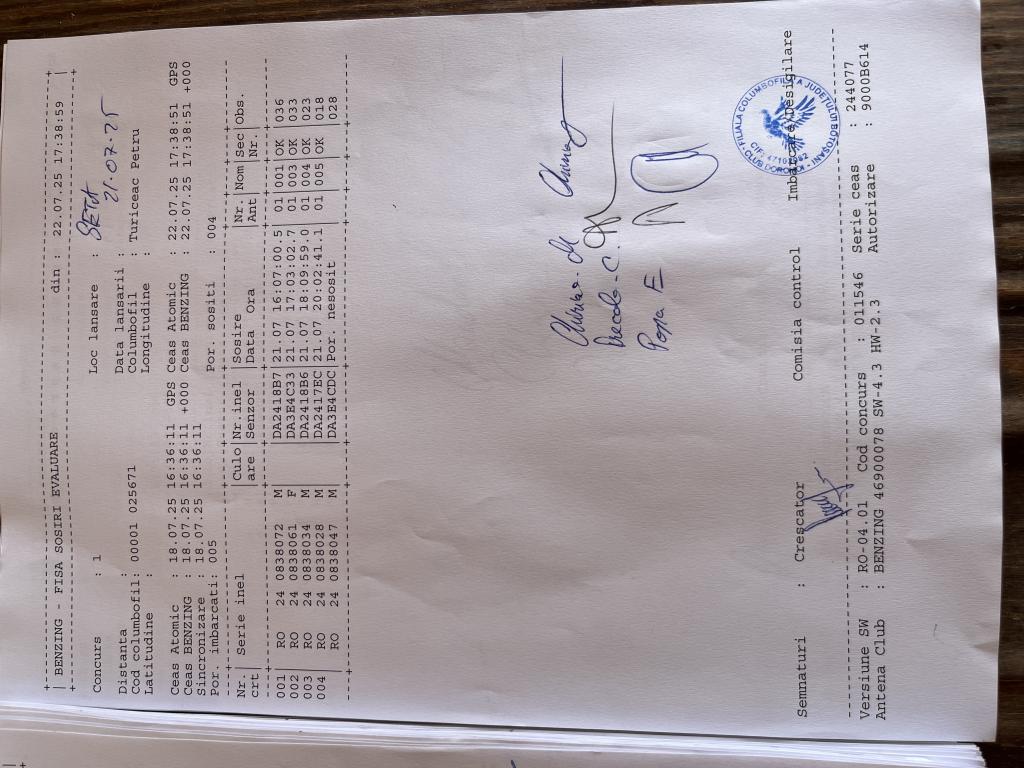 BENZING - FISA SOSIRI EVALUARE din : 22.07.25 17:38:59
Concurs : 1 Loc lansare :
Distanta : Data lansarii : 21.07.25
Cod columbofil: 00001 025671 Columbofil : Turiceac Petru
Latitudine : Longitudine :
Ceas Atomic : 18.07.25 16:36:11 GPS Ceas Atomic : 22.07.25 17:38:51 GPS
Ceas BENZING : 18.07.25 16:36:11 +000 Ceas BENZING : 22.07.25 17:38:51 +000
Sincronizare : 18.07.25 16:36:11
Por. imbarcati: 005 Por. sositi : 004
Nr.| Serie inel |Culo|Nr.inel |Sosire |Nr. Nom|Sec|Obs.
crt| are |Senzor |Data Ora |Ant |Nr.|
001 | RO 24 0838072 M |DA2418B7|21.07 16:07:00.5|01 001|OK |036
002 | RO 24 0838061 F |DA3E4C33|21.07 17:03:02.7|01 003|OK |033
003 | RO 24 0838034 M |DA2418B6|21.07 18:09:59.0|01 004|OK |023
004 | RO 24 0838028 M |DA2417EC|21.07 20:02:41.1|01 005|OK |018
| RO 24 0838047 M |DA3E4CDC|Por. nesosit | | |028
Popa E
FILIALA COLUMBOFILA A JUDETULUI BOTOȘANI
CLUB DOROHOI
Semnaturi : Crescator Comisia control Imbarcare/Desigilare
Versiune SW : RO-04.01 Cod concurs : 011546 Serie ceas : 244077
Antena Club : BENZING 46900078 SW-4.3 HW-2.3 Autorizare : 9000B614